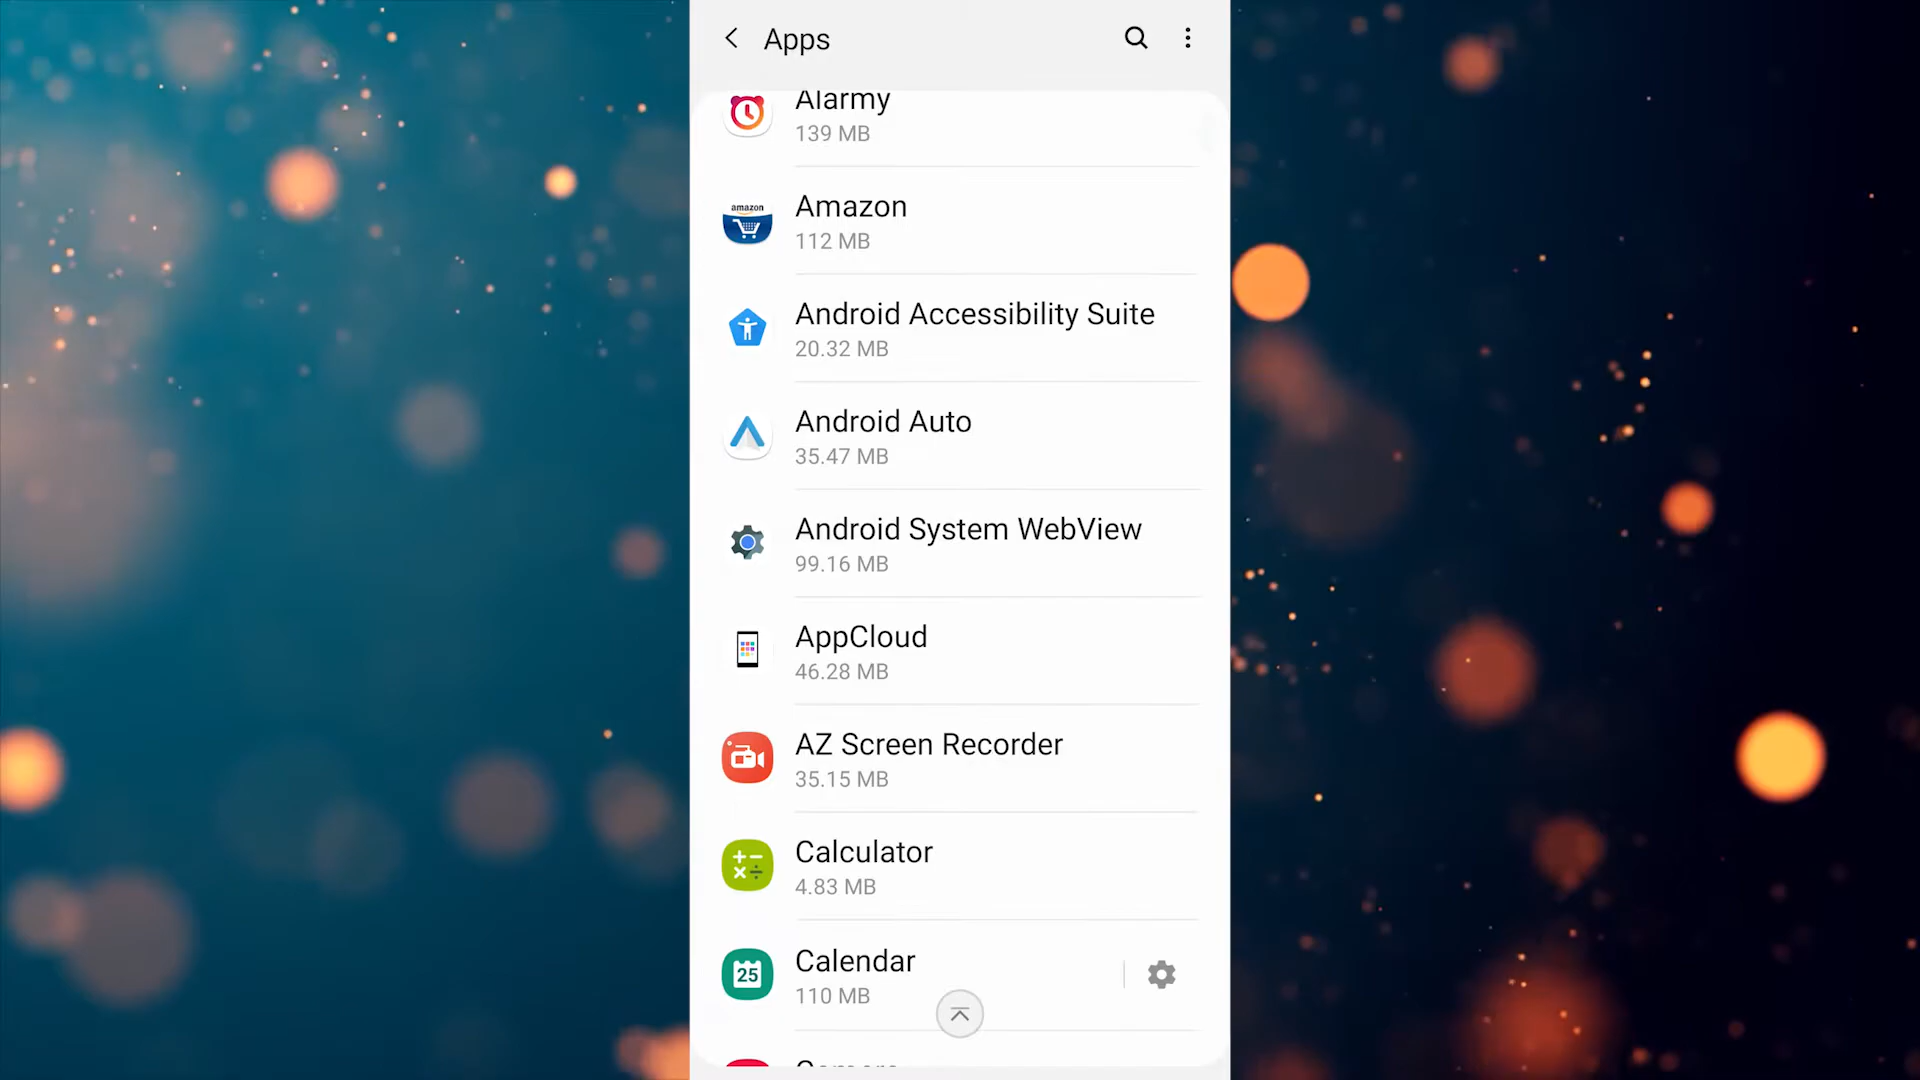 Apps
Alarmy
139 MB
amazon
Amazon
112 MB
Android Accessibility Suite
20.32 MB
Android Auto
35.47 MB
Android System WebView
99.16 MB
AppCloud
46.28 MB
AZ Screen Recorder
35.15 MB
Calculator
4.83 MB
25
Calendar
110 MB